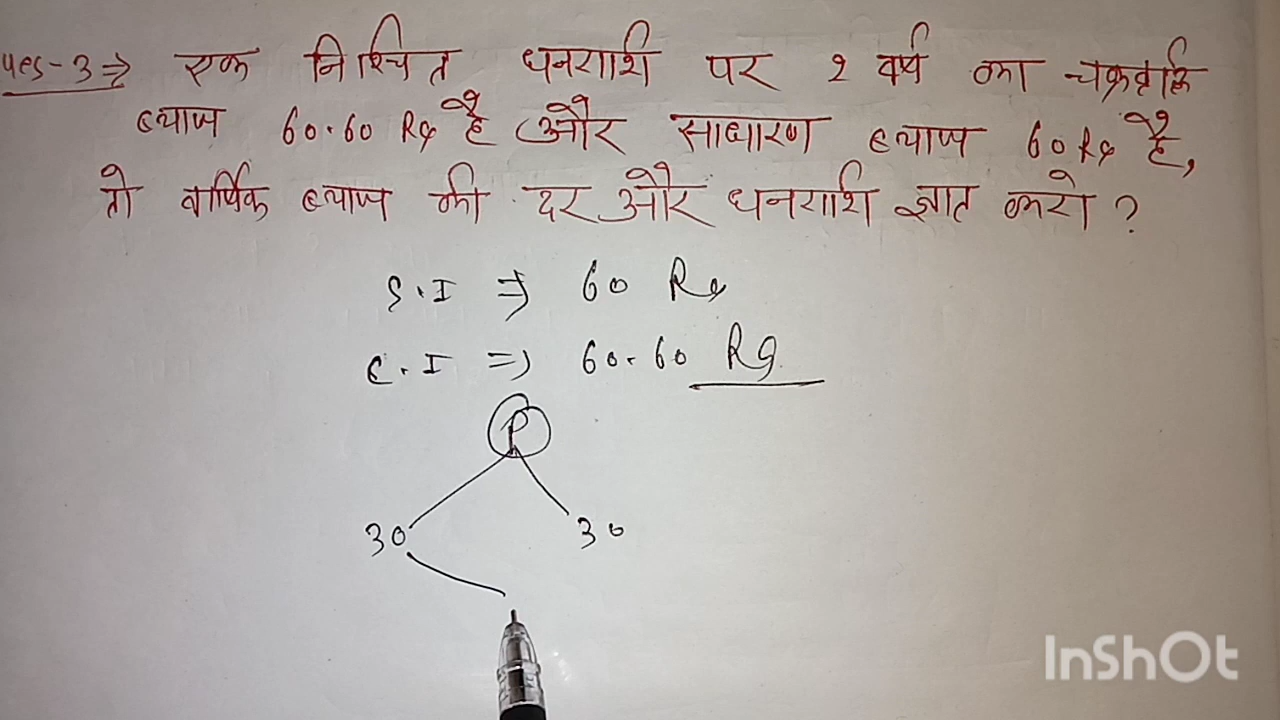 ues-3⇒ एक निश्चित धनराशि पर 2 वर्ष का चक्रवृद्धि
ब्याज 60.60 Rs है और साधारण ब्याज 60 Rs है,
तो वार्षिक ब्याज की दर और धनराशि ज्ञात करो ?
S.I ⇒ 60 Rs
C.I ⇒ 60.60 Rs
P
30 30
InShOt